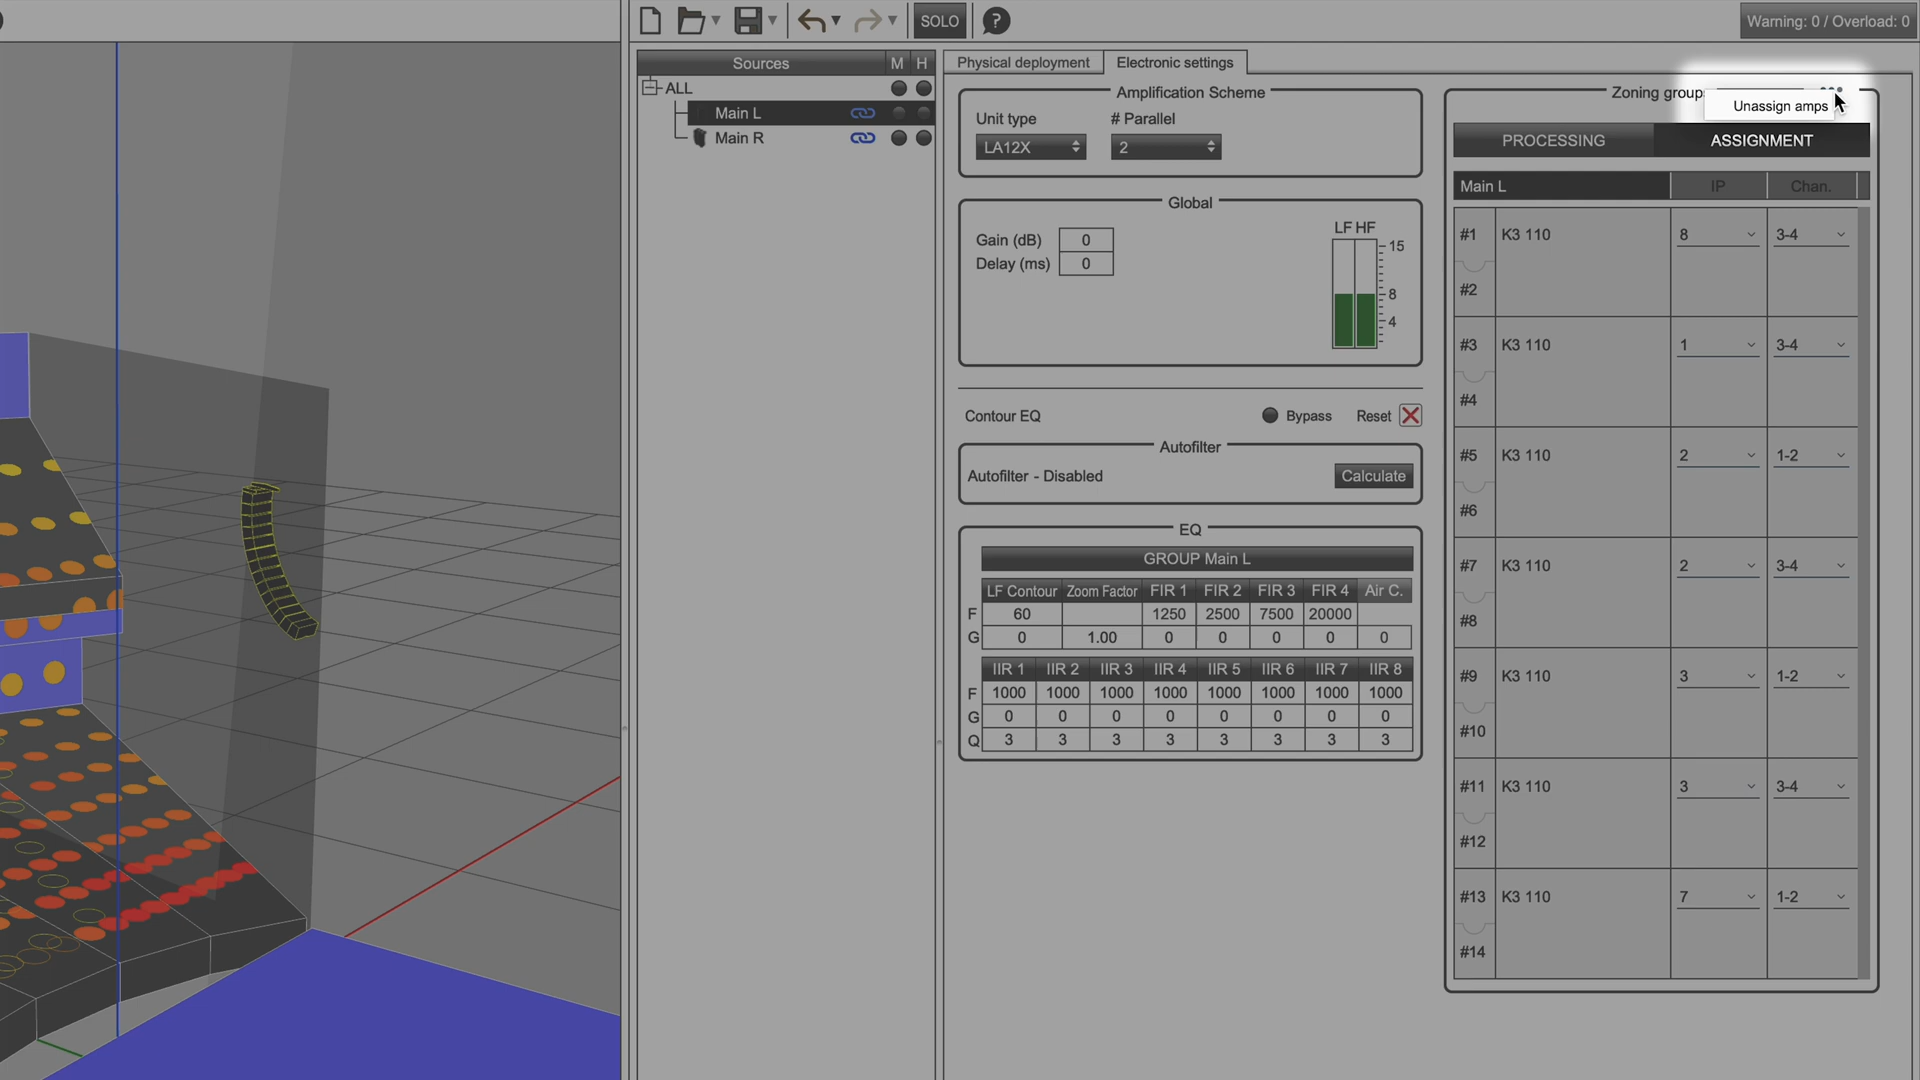 SOLO
Warning: 0 / Overload: 0
Sources M H
ALL
Main L
Main R
Physical deployment Electronic settings
Amplification Scheme
Unit type # Parallel
LA12X 2
Global
Gain (dB) 0
Delay (ms) 0
LF HF
15
8
4
Contour EQ Bypass Reset
Autofilter
Autofilter - Disabled Calculate
EQ
GROUP Main L
LF Contour Zoom Factor FIR 1 FIR 2 FIR 3 FIR 4 Air C.
F 60 1250 2500 7500 20000
G 0 1.00 0 0 0 0 0
IIR 1 IIR 2 IIR 3 IIR 4 IIR 5 IIR 6 IIR 7 IIR 8
F 1000 1000 1000 1000 1000 1000 1000 1000
G 0 0 0 0 0 0 0 0
Q 3 3 3 3 3 3 3 3
Zoning group
Unassign amps
PROCESSING ASSIGNMENT
Main L IP Chan.
#1 K3 110 8 3-4
#2
#3 K3 110 1 3-4
#4
#5 K3 110 2 1-2
#6
#7 K3 110 2 3-4
#8
#9 K3 110 3 1-2
#10
#11 K3 110 3 3-4
#12
#13 K3 110 7 1-2
#14